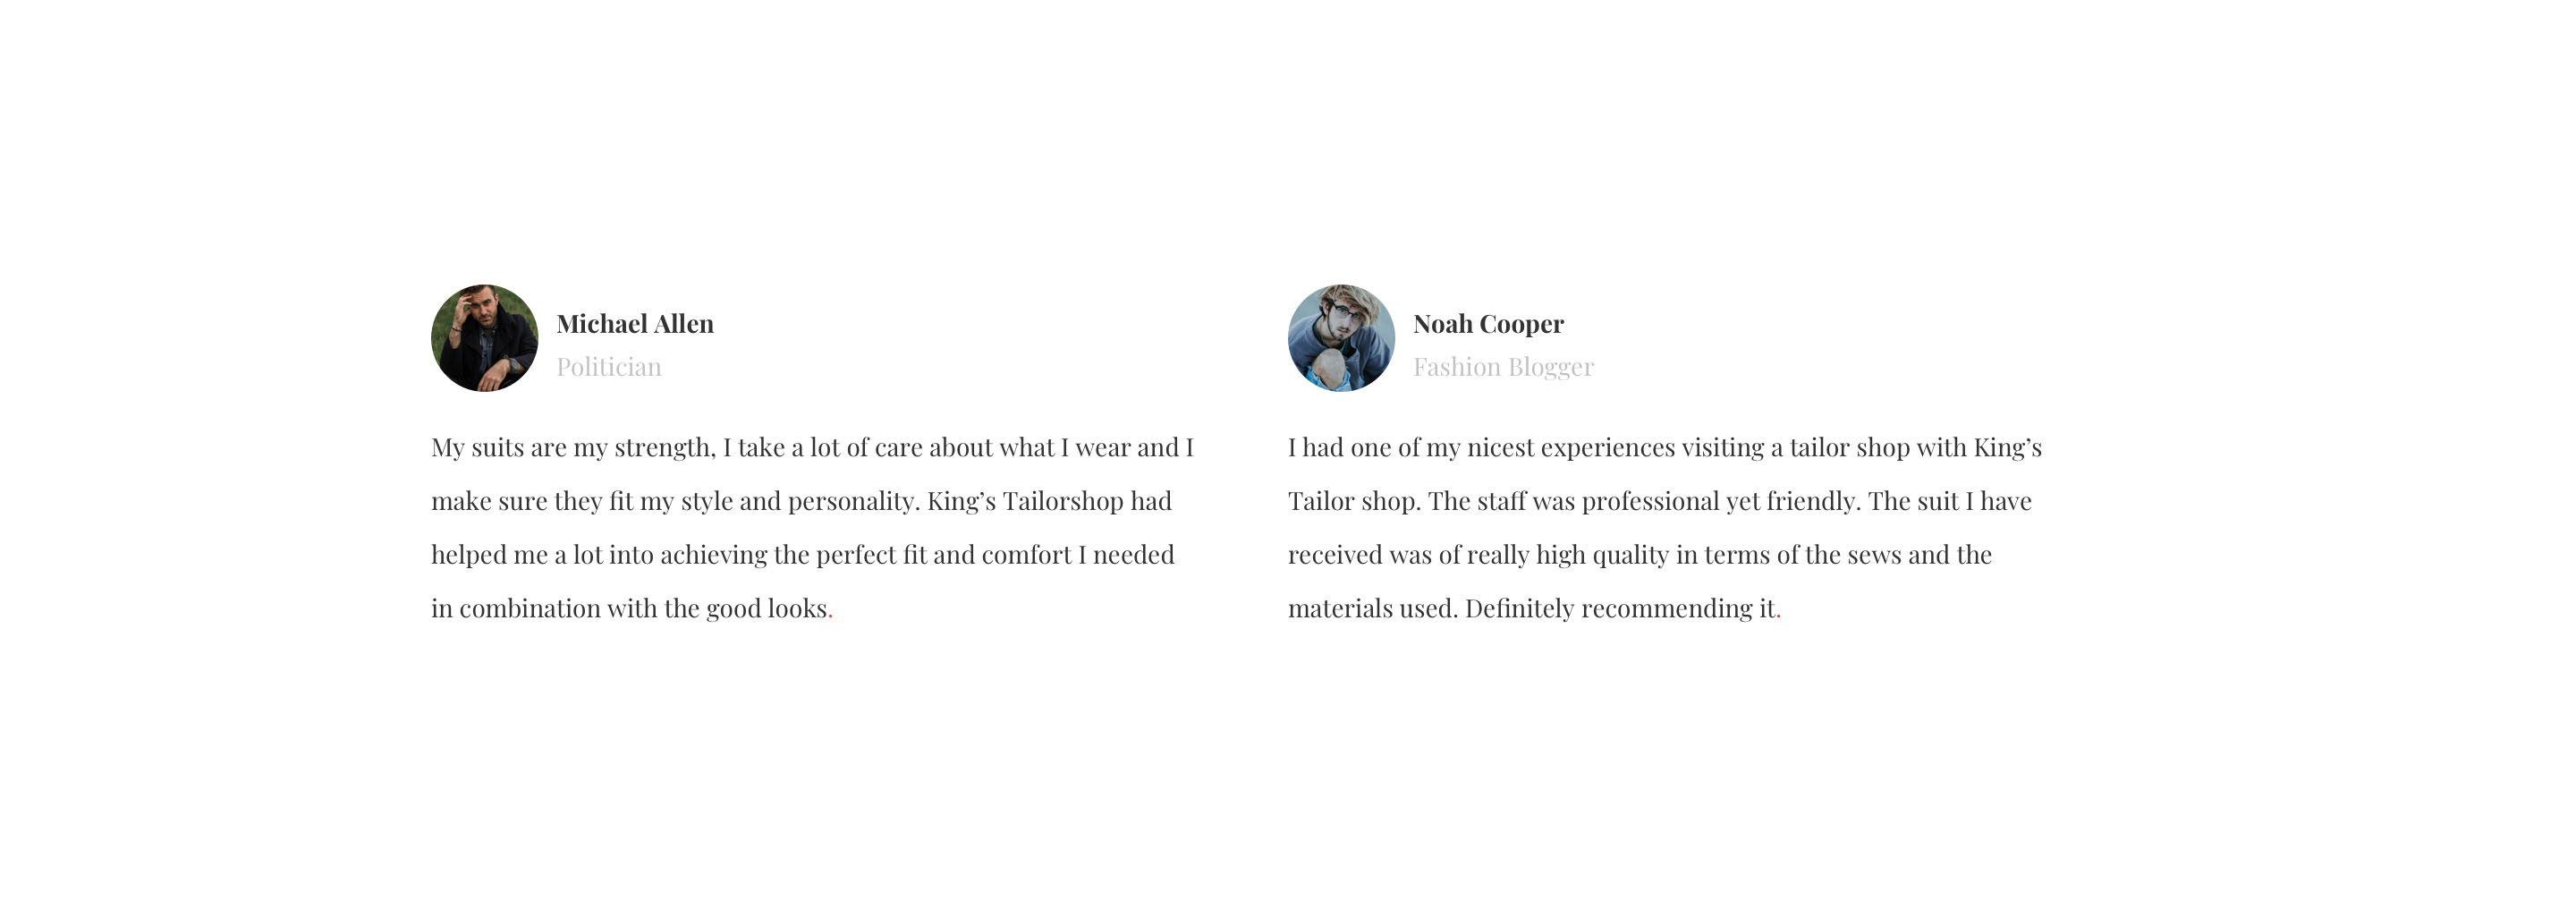 Michael Allen
Politician
My suits are my strength, I take a lot of care about what I wear and I
make sure they fit my style and personality. King’s Tailorshop had
helped me a lot into achieving the perfect fit and comfort I needed
in combination with the good looks.
Noah Cooper
Fashion Blogger
I had one of my nicest experiences visiting a tailor shop with King’s
Tailor shop. The staff was professional yet friendly. The suit I have
received was of really high quality in terms of the sews and the
materials used. Definitely recommending it.